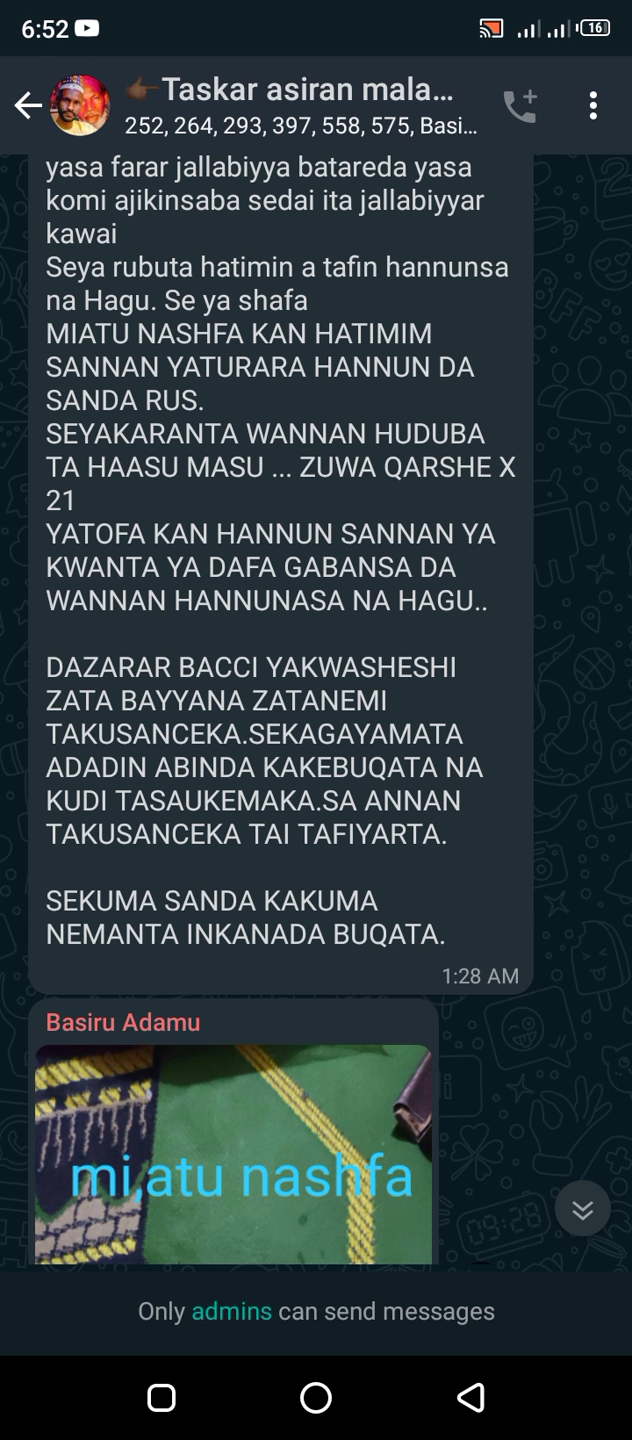 6:52
16
👉🏿Taskar asiran mala...
252, 264, 293, 397, 558, 575, Basi...
yasa farar jallabiyya batareda yasa
komi ajikinsaba sedai ita jallabiyyar
kawai
Seya rubuta hatimin a tafin hannunsa
na Hagu. Se ya shafa
MIATU NASHFA KAN HATIMIM
SANNAN YATURARA HANNUN DA
SANDA RUS.
SEYAKARANTA WANNAN HUDUBA
TA HAASU MASU ... ZUWA QARSHE X
21
YATOFA KAN HANNUN SANNAN YA
KWANTA YA DAFA GABANSA DA
WANNAN HANNUNASA NA HAGU..
DAZARAR BACCI YAKWASHESHI
ZATA BAYYANA ZATANEMI
TAKUSANCEKA.SEKAGAYAMATA
ADADIN ABINDA KAKEBUQATA NA
KUDI TASAUKEMAKA.SA ANNAN
TAKUSANCEKA TAI TAFIYARTA.
SEKUMA SANDA KAKUMA
NEMANTA INKANADA BUQATA.
1:28 AM
Basiru Adamu
mi,atu nashfa
Only admins can send messages